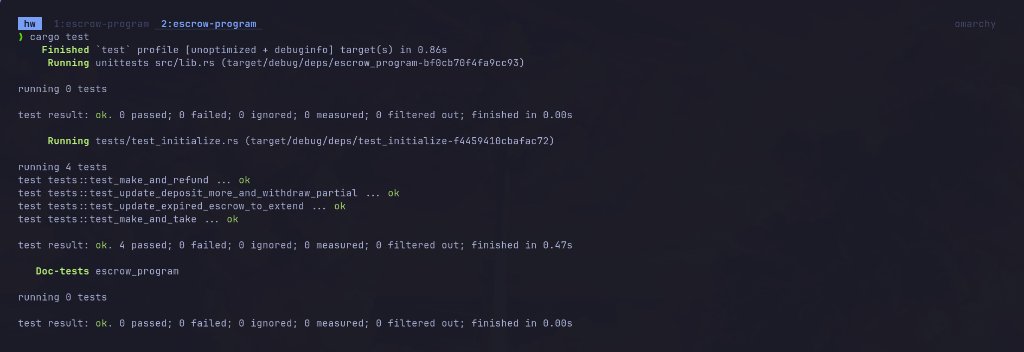 hw 1:escrow-program 2:escrow-program omarchy
❯ cargo test
Finished `test` profile [unoptimized + debuginfo] target(s) in 0.86s
Running unittests src/lib.rs (target/debug/deps/escrow_program-bf0cb70f4fa9cc93)
running 0 tests
test result: ok. 0 passed; 0 failed; 0 ignored; 0 measured; 0 filtered out; finished in 0.00s
Running tests/test_initialize.rs (target/debug/deps/test_initialize-f4459410cbafac72)
running 4 tests
test tests::test_make_and_refund ... ok
test tests::test_update_deposit_more_and_withdraw_partial ... ok
test tests::test_update_expired_escrow_to_extend ... ok
test tests::test_make_and_take ... ok
test result: ok. 4 passed; 0 failed; 0 ignored; 0 measured; 0 filtered out; finished in 0.47s
Doc-tests escrow_program
running 0 tests
test result: ok. 0 passed; 0 failed; 0 ignored; 0 measured; 0 filtered out; finished in 0.00s